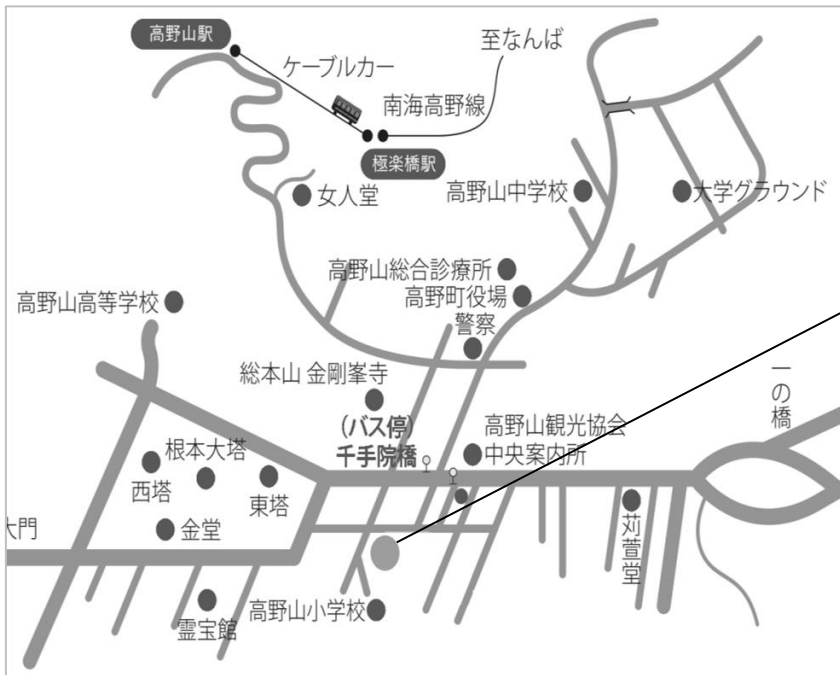 高野山駅
至なんば
ケーブルカー
南海高野線
極楽橋駅
女人堂
高野山中学校
大学グラウンド
高野山総合診療所
高野町役場
警察
高野山高等学校
総本山 金剛峯寺
一の橋
(バス停)
千手院橋
高野山観光協会
中央案内所
根本大塔
西塔
東塔
大門
金堂
苅萱堂
霊宝館
高野山小学校